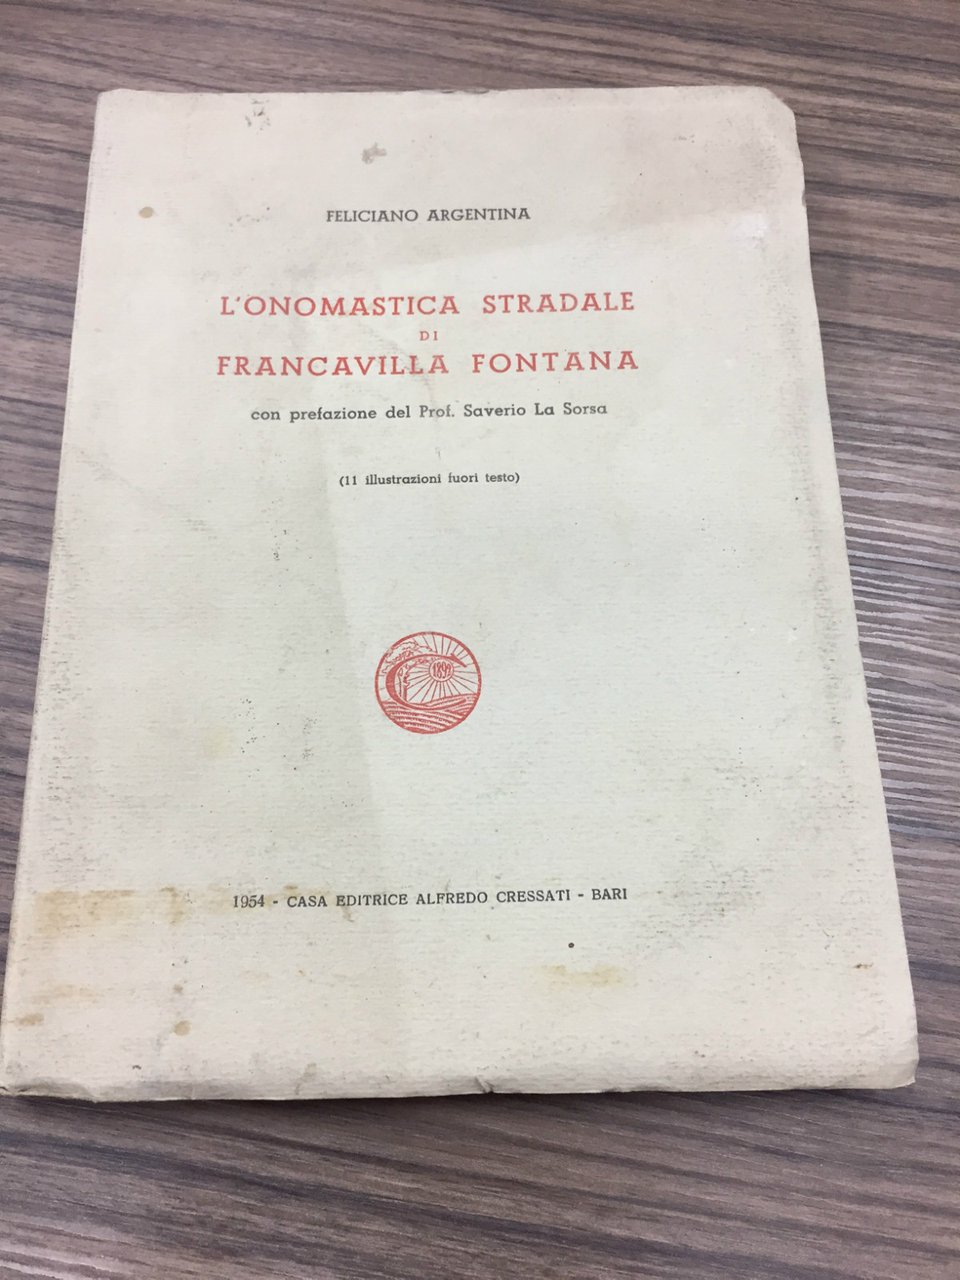 FELICIANO ARGENTINA
L'ONOMASTICA STRADALE
DI
FRANCAVILLA FONTANA
con prefazione del Prof. Saverio La Sorsa
(11 illustrazioni fuori testo)
1892
1954 - CASA EDITRICE ALFREDO CRESSATI - BARI